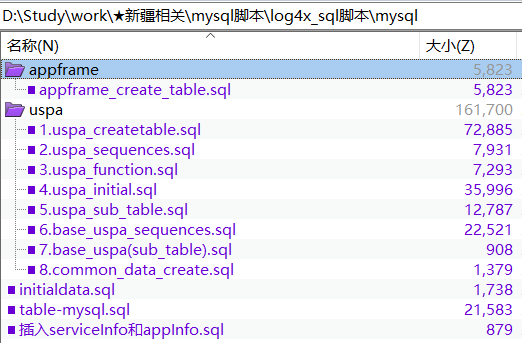 D:\Study\work\★新疆相关\mysql脚本\log4x_sql脚本\mysql
名称(N) 大小(Z)
appframe 5,823
appframe_create_table.sql 5,823
uspa 161,700
1.uspa_createtable.sql 72,885
2.uspa_sequences.sql 7,931
3.uspa_function.sql 7,293
4.uspa_initial.sql 35,996
5.uspa_sub_table.sql 12,787
6.base_uspa_sequences.sql 22,521
7.base_uspa(sub_table).sql 908
8.common_data_create.sql 1,379
initialdata.sql 1,738
table-mysql.sql 21,583
插入serviceInfo和appInfo.sql 879